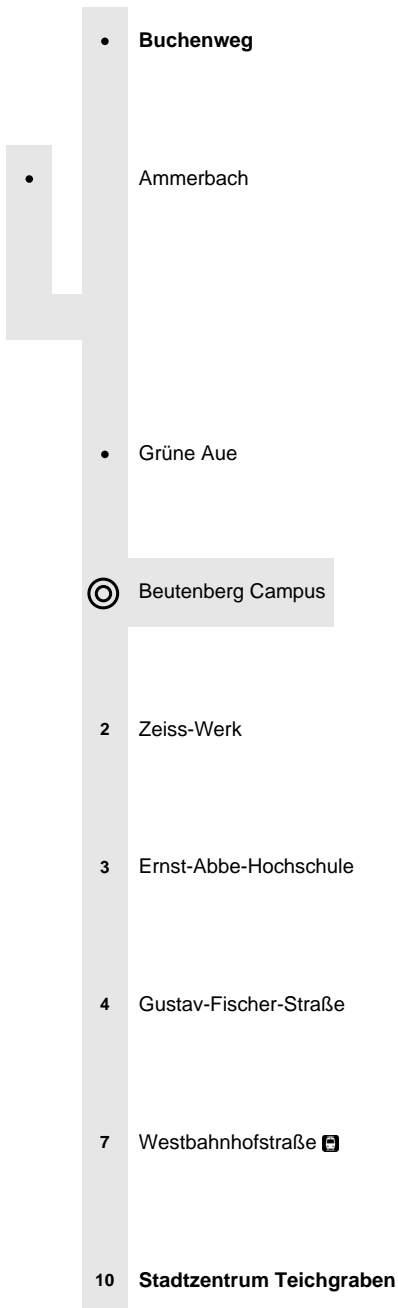 Buchenweg
Ammerbach
Grüne Aue
Beutenberg Campus
2 Zeiss-Werk
3 Ernst-Abbe-Hochschule
4 Gustav-Fischer-Straße
7 Westbahnhofstraße
10 Stadtzentrum Teichgraben